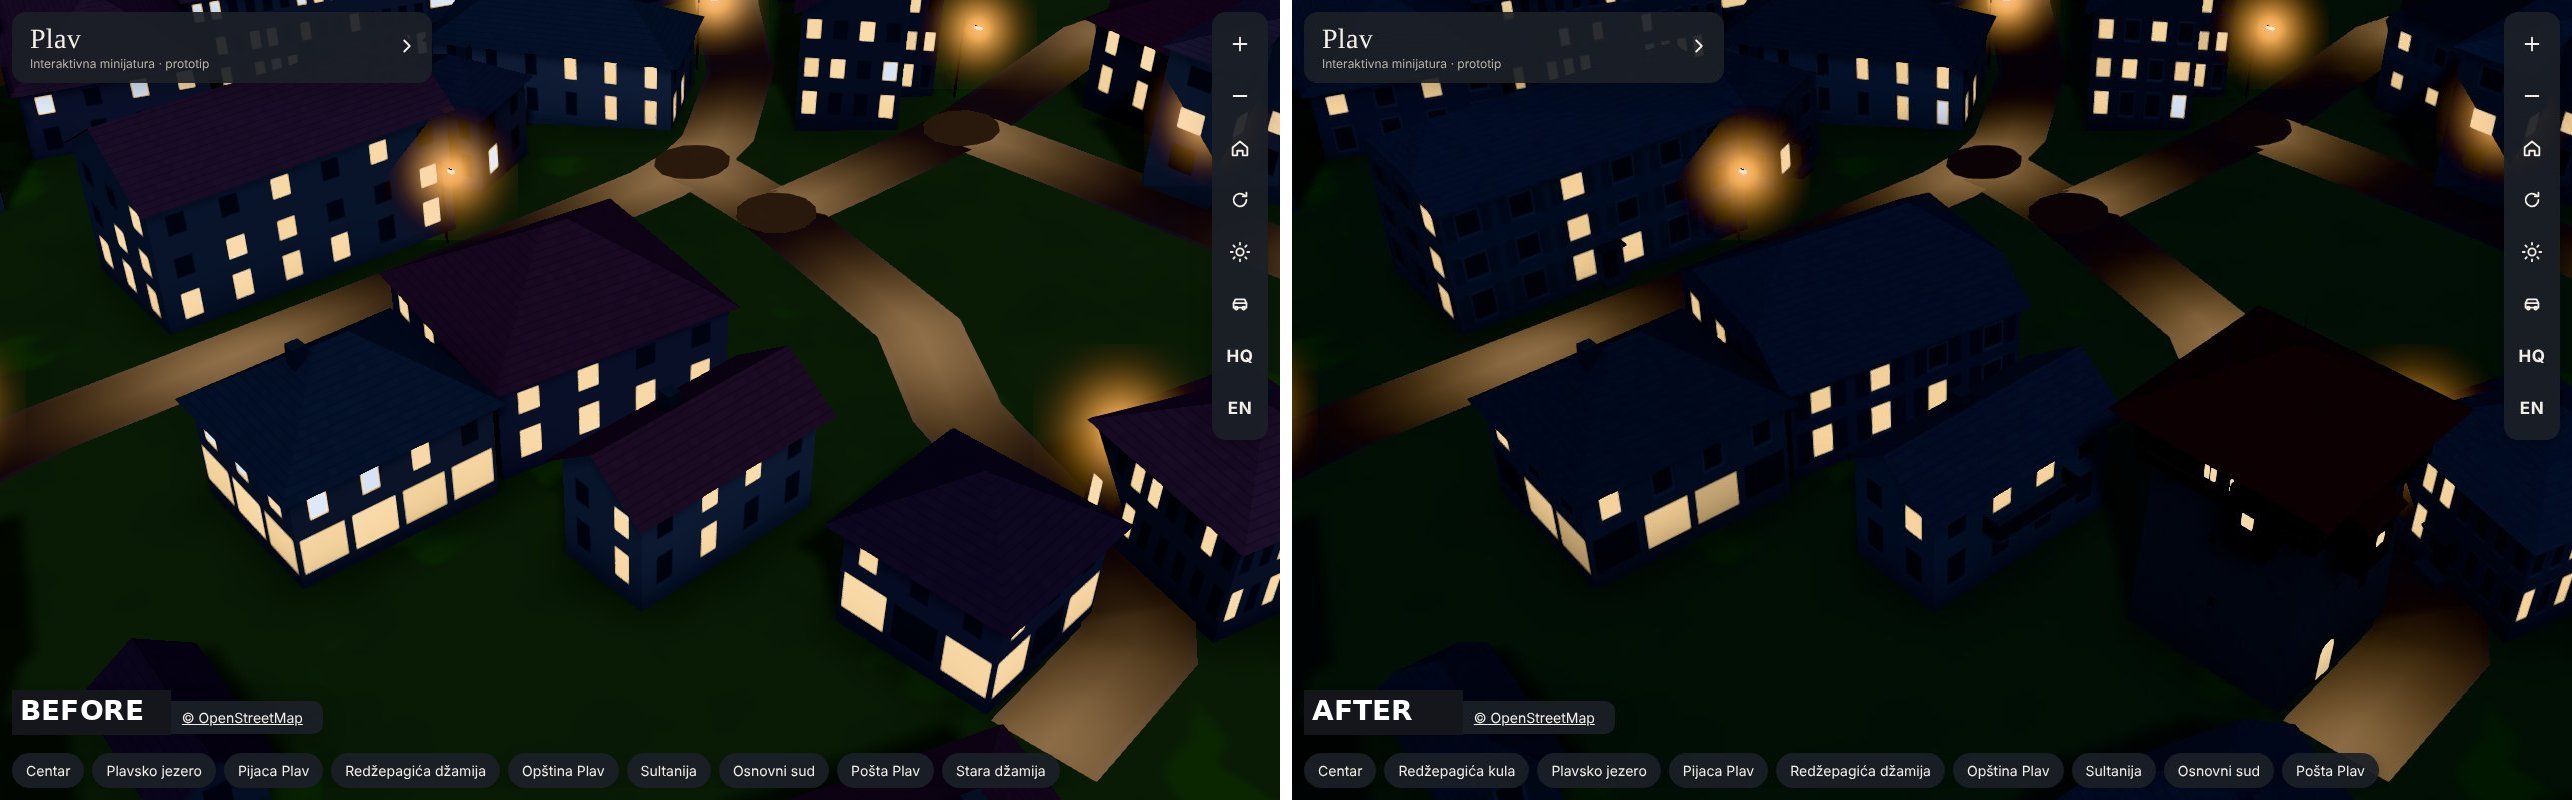 Plav
Interaktivna minijatura · prototip
HQ
EN
BEFORE
© OpenStreetMap
Centar
Plavsko jezero
Pijaca Plav
Redžepagića džamija
Opština Plav
Sultanija
Osnovni sud
Pošta Plav
Stara džamija
Plav
Interaktivna minijatura · prototip
HQ
EN
AFTER
© OpenStreetMap
Centar
Redžepagića kula
Plavsko jezero
Pijaca Plav
Redžepagića džamija
Opština Plav
Sultanija
Osnovni sud
Pošta Plav